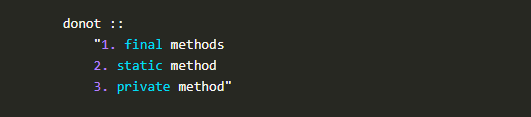 donot ::
"1. final methods
2. static method
3. private method"